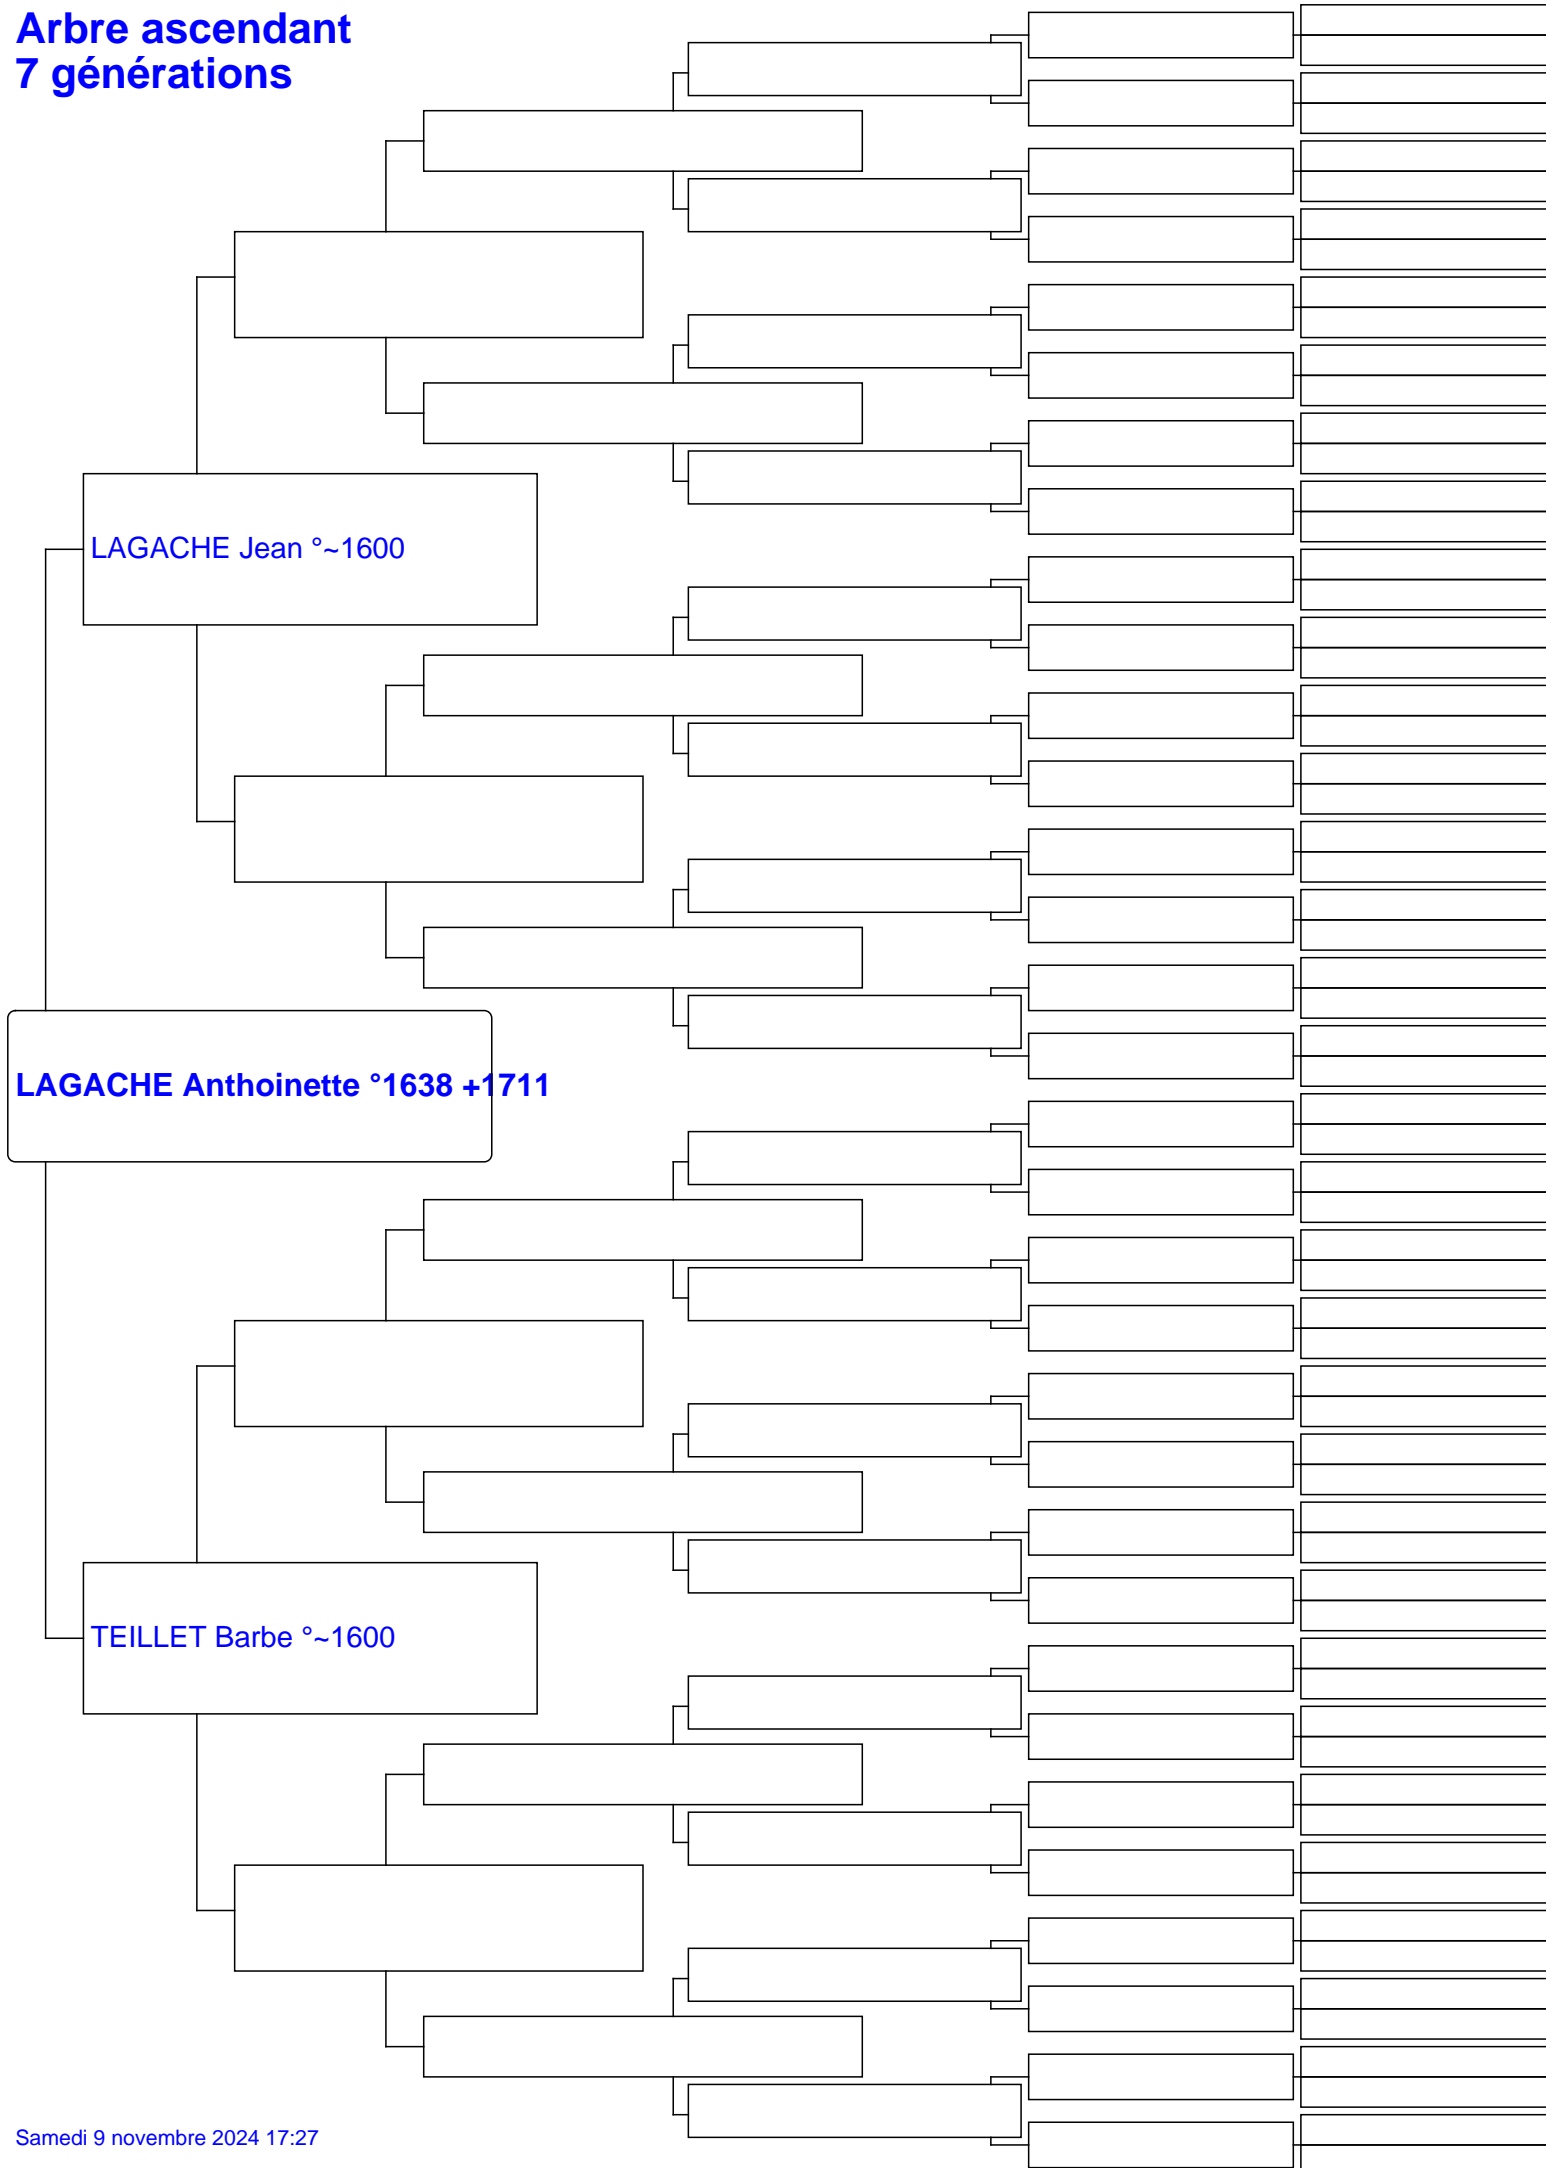 Arbre ascendant
7 générations
LAGACHE Jean °~1600
LAGACHE Anthoinette °1638 +1711
TEILLET Barbe °~1600
Samedi 9 novembre 2024 17:27